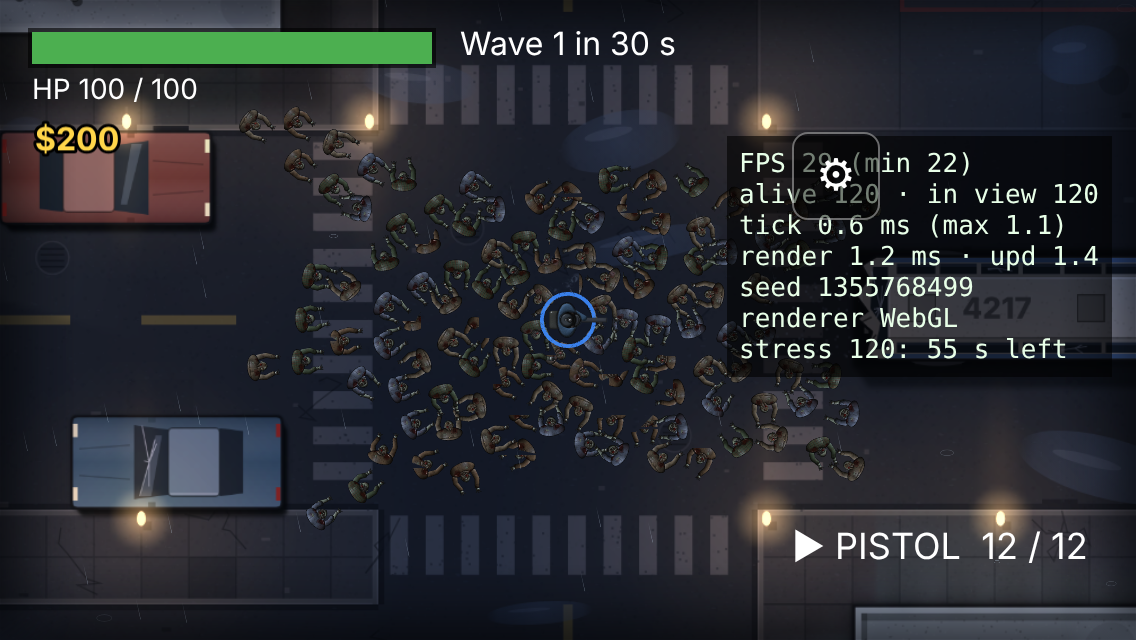 Wave 1 in 30 s
HP 100 / 100
$200
FPS 29 (min 22)
alive 120 · in view 120
tick 0.6 ms (max 1.1)
render 1.2 ms · upd 1.4
seed 1355768499
renderer WebGL
stress 120: 55 s left
4217
PISTOL 12 / 12